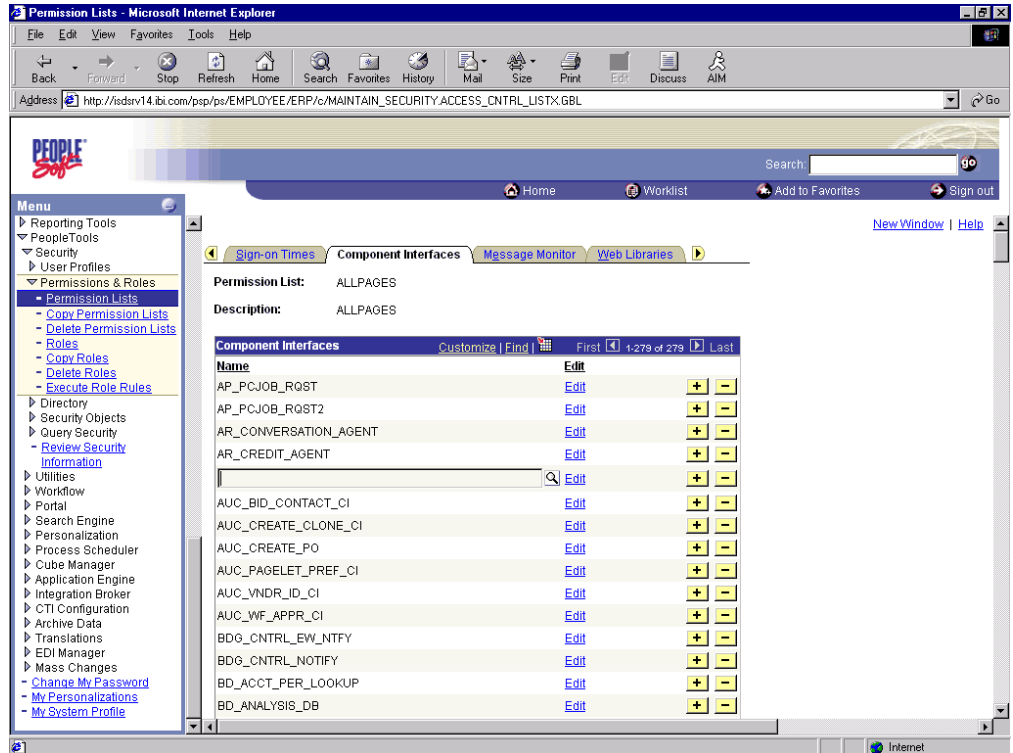 Permission Lists - Microsoft Internet Explorer
File Edit View Favorites Tools Help
Back Forward Stop Refresh Home Search Favorites History Mail Size Print Edit Discuss AIM
Address http://isdsrv14.ibi.com/psp/ps/EMPLOYEE/ERP/c/MAINTAIN_SECURITY.ACCESS_CNTRL_LISTX.GBL Go
PEOPLE Soft
Search: go
Home Worklist Add to Favorites Sign out
Menu
Reporting Tools
PeopleTools
Security
User Profiles
Permissions & Roles
- Permission Lists
- Copy Permission Lists
- Delete Permission Lists
- Roles
- Copy Roles
- Delete Roles
- Execute Role Rules
Directory
Security Objects
Query Security
- Review Security
Information
Utilities
Workflow
Portal
Search Engine
Personalization
Process Scheduler
Cube Manager
Application Engine
Integration Broker
CTI Configuration
Archive Data
Translations
EDI Manager
Mass Changes
- Change My Password
- My Personalizations
- My System Profile
New Window | Help
Sign-on Times Component Interfaces Message Monitor Web Libraries
Permission List: ALLPAGES
Description: ALLPAGES
Component Interfaces Customize | Find | First 1-279 of 279 Last
Name Edit
AP_PCJOB_RQST Edit + -
AP_PCJOB_RQST2 Edit + -
AR_CONVERSATION_AGENT Edit + -
AR_CREDIT_AGENT Edit + -
Edit + -
AUC_BID_CONTACT_CI Edit + -
AUC_CREATE_CLONE_CI Edit + -
AUC_CREATE_PO Edit + -
AUC_PAGELET_PREF_CI Edit + -
AUC_VNDR_ID_CI Edit + -
AUC_WF_APPR_CI Edit + -
BDG_CNTRL_EW_NTFY Edit + -
BDG_CNTRL_NOTIFY Edit + -
BD_ACCT_PER_LOOKUP Edit + -
BD_ANALYSIS_DB Edit + -
Internet